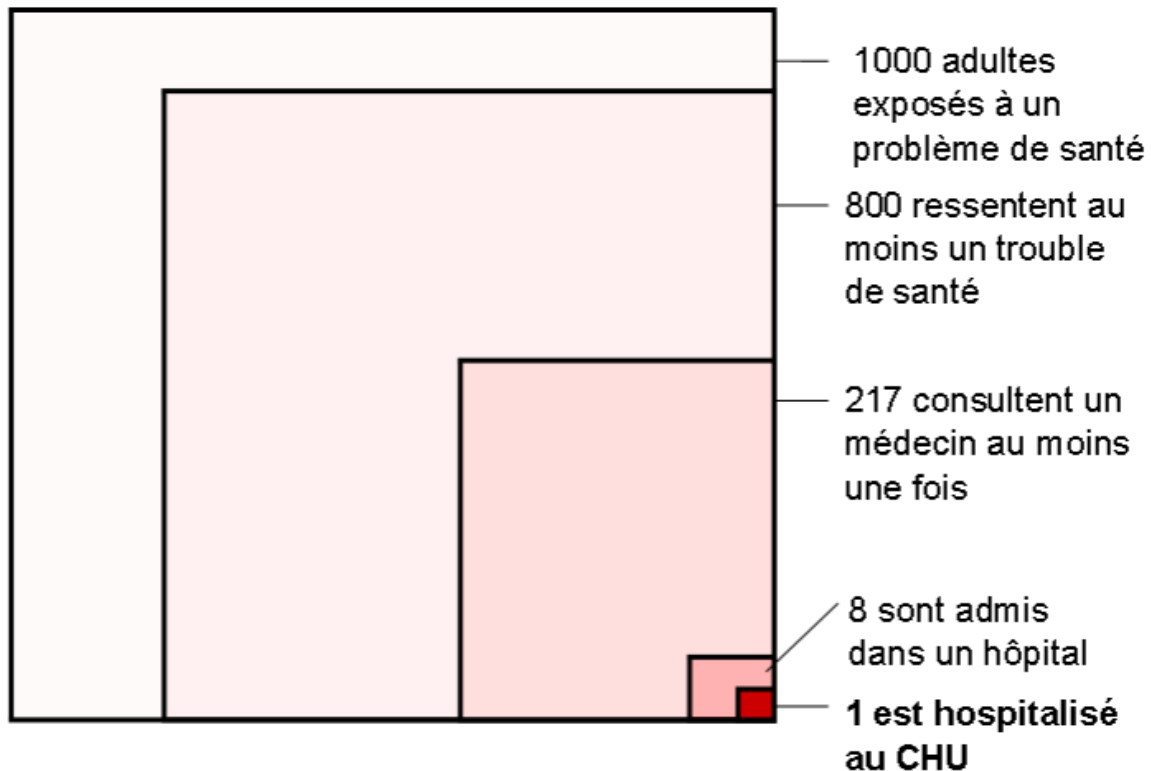 1000 adultes
exposés à un
problème de santé
800 ressentent au
moins un trouble
de santé
217 consultent un
médecin au moins
une fois
8 sont admis
dans un hôpital
1 est hospitalisé
au CHU